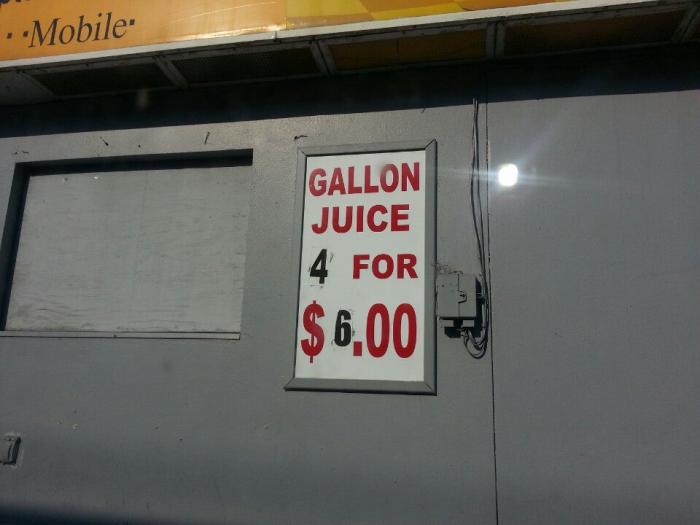 ··Mobile·
GALLON
JUICE
4 FOR
$6.00